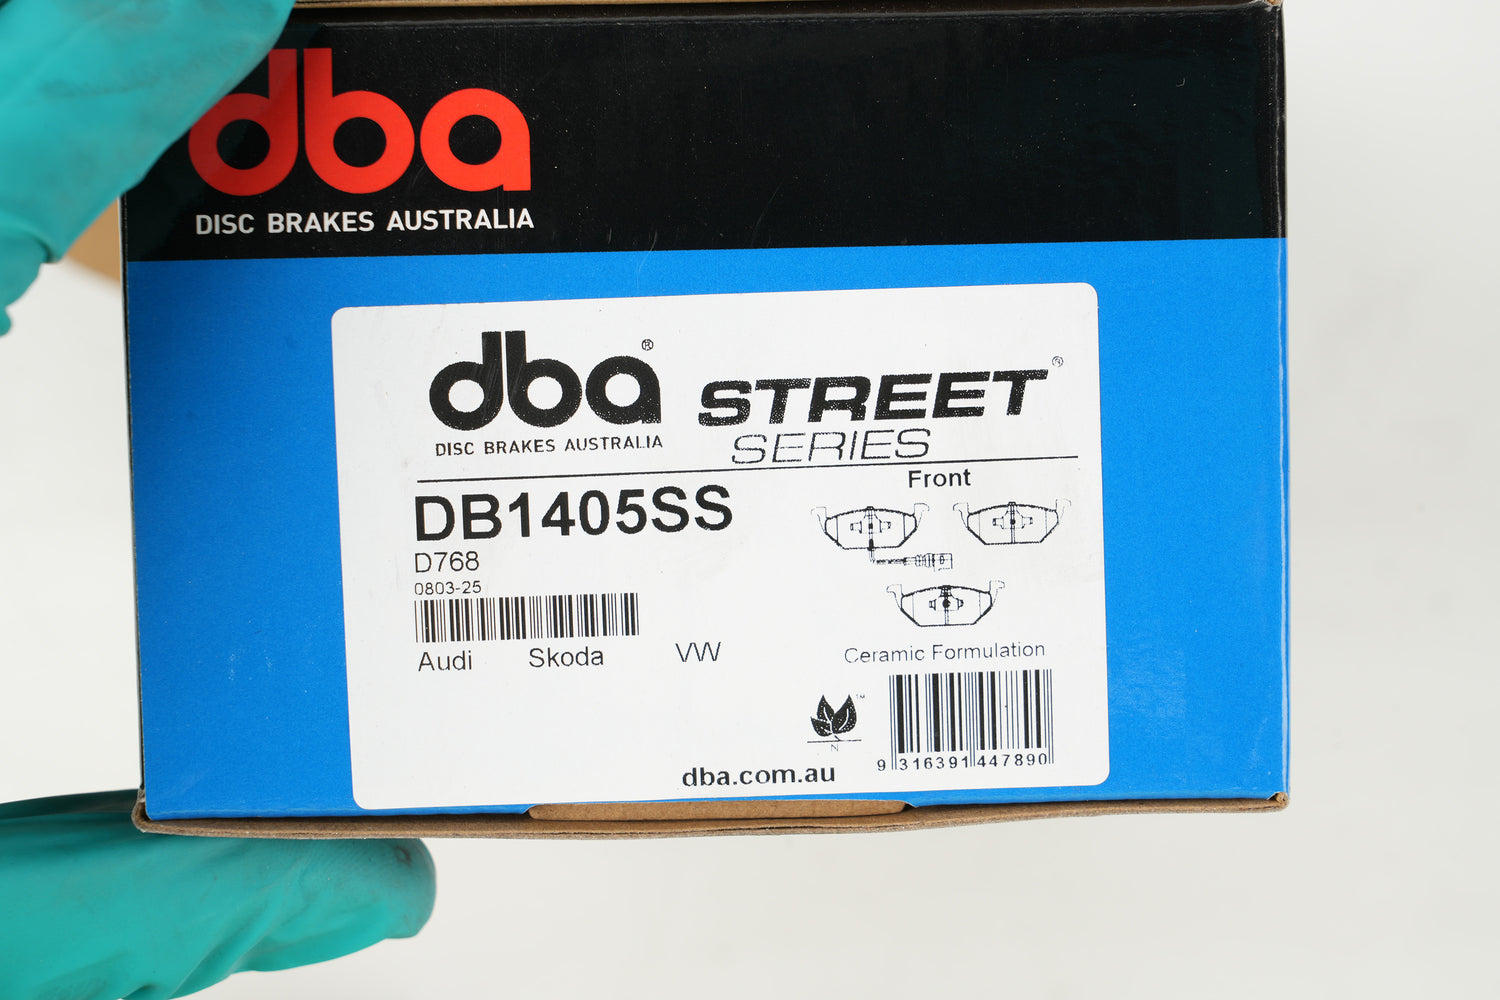 dba
DISC BRAKES AUSTRALIA
dba®
DISC BRAKES AUSTRALIA
STREET®
SERIES
Front
DB1405SS
D768
0803-25
Audi Skoda VW
Ceramic Formulation
™
N
9 316391 447890
dba.com.au